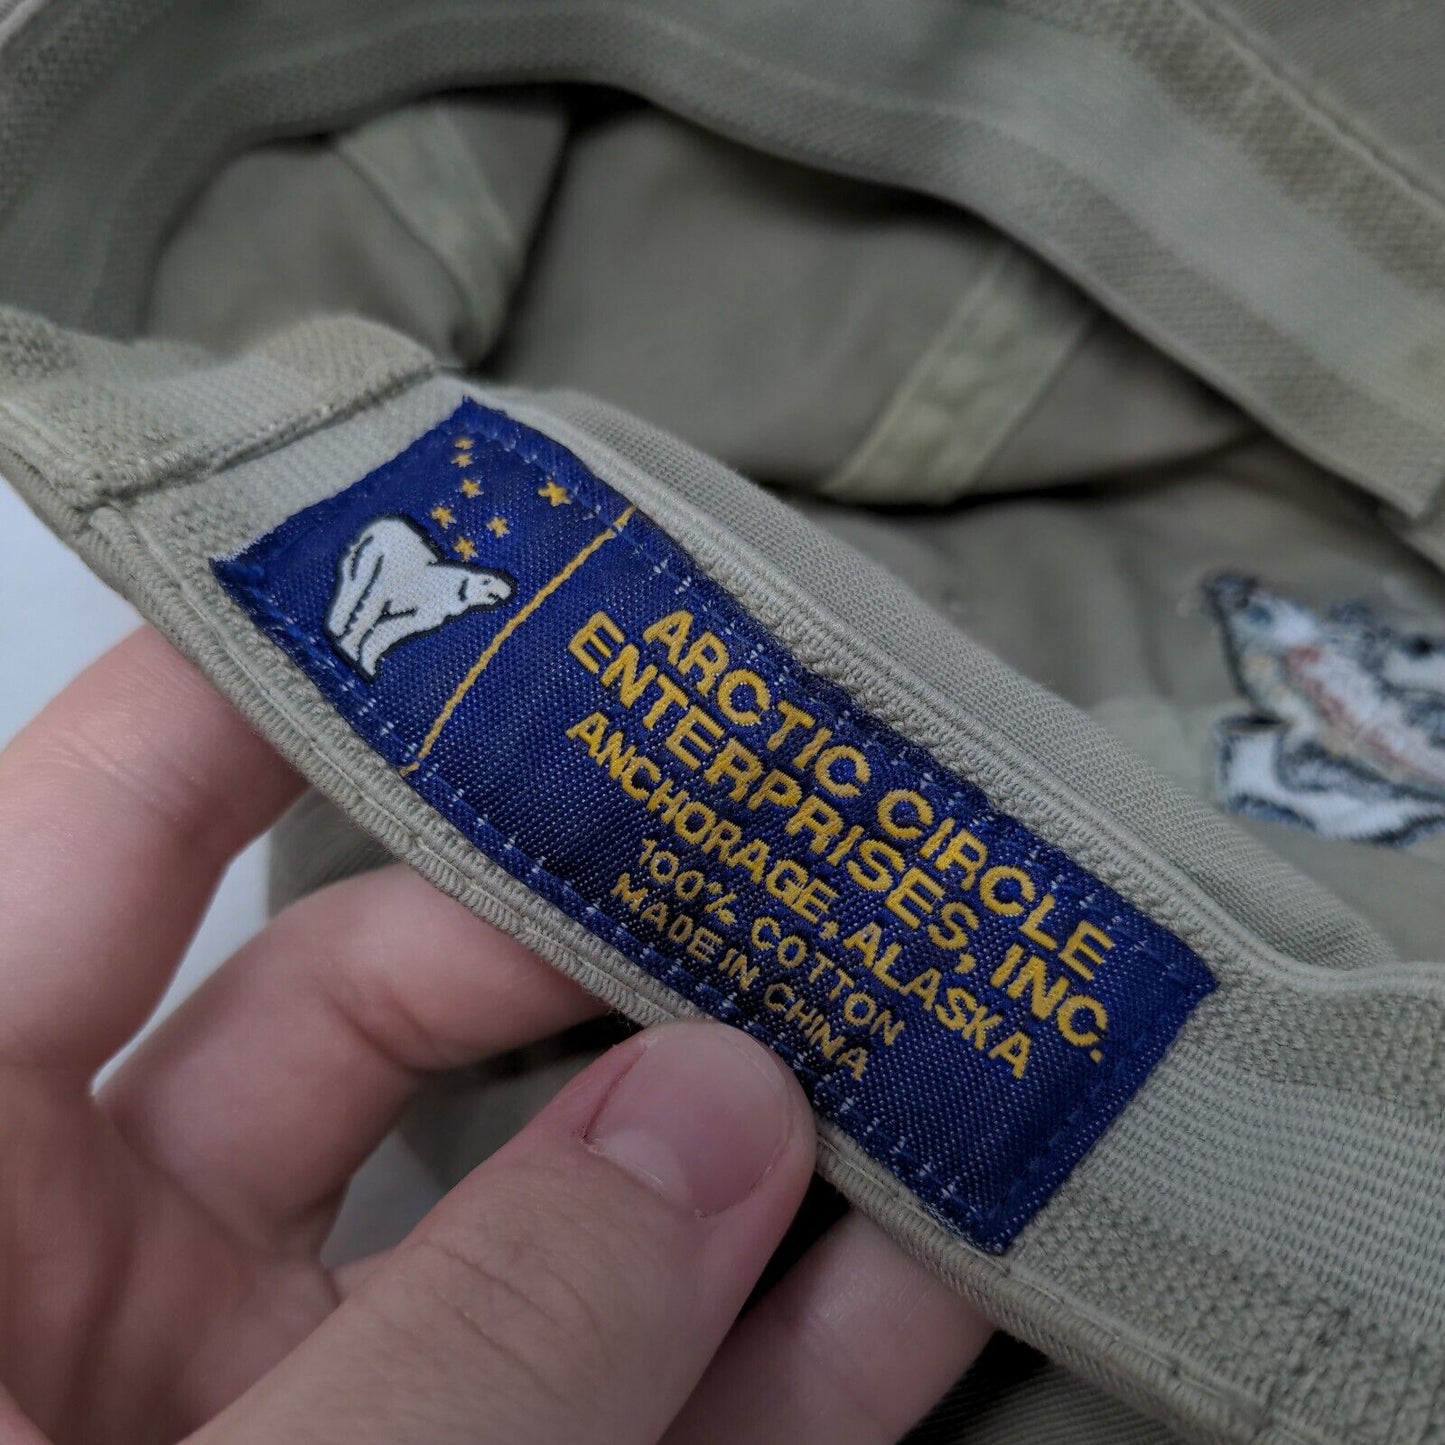 ARCTIC CIRCLE
ENTERPRISES, INC.
ANCHORAGE, ALASKA
100% COTTON
MADE IN CHINA